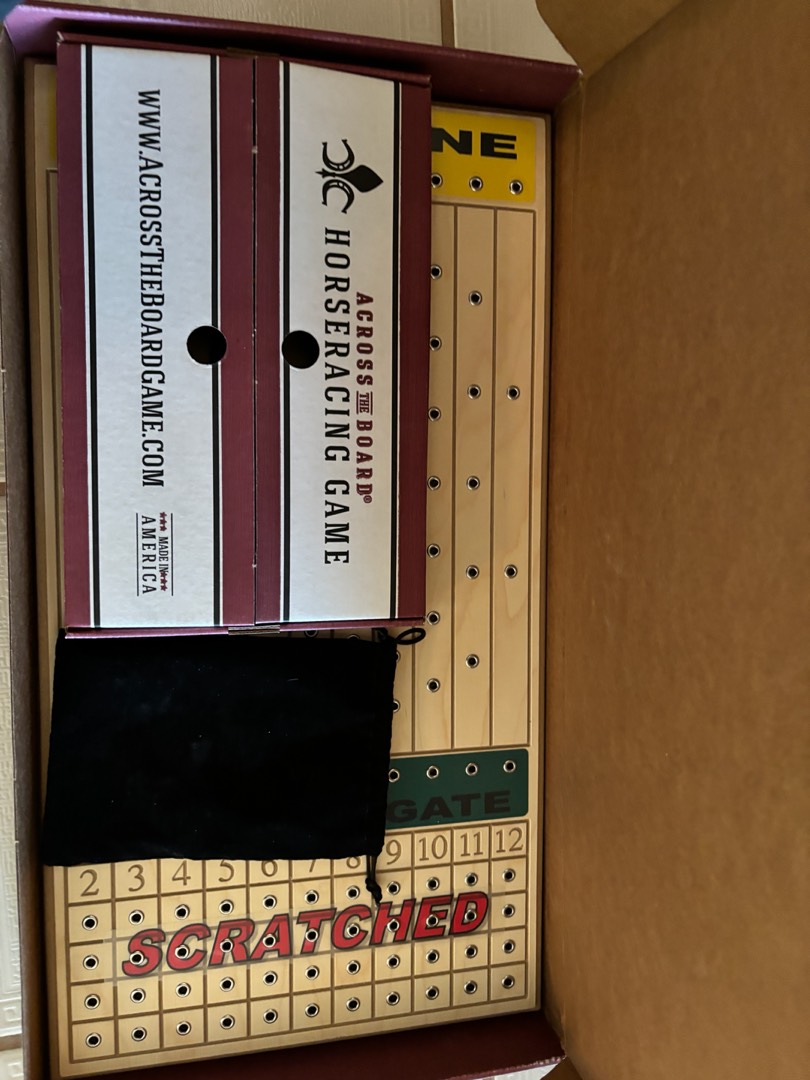 NE
ACROSS THE BOARD®
HORSERACING GAME
WWW.ACROSSTHEBOARDGAME.COM
MADE IN
AMERICA
GATE
2 3 4 5 6 7 8 9 10 11 12
SCRATCHED